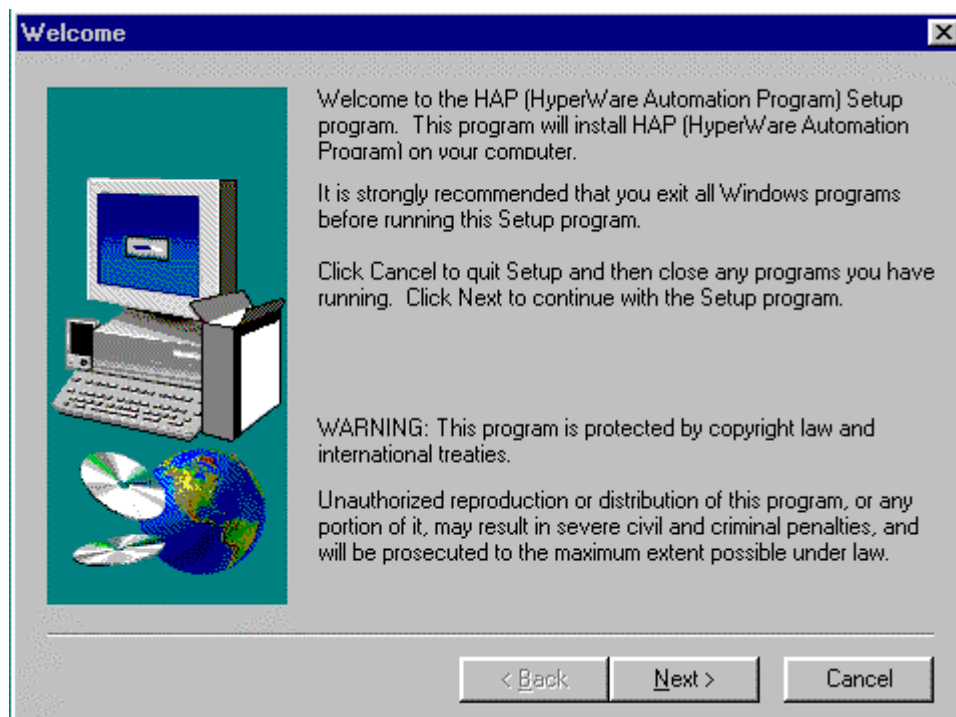 Welcome
Welcome to the HAP (HyperWare Automation Program) Setup
program.  This program will install HAP (HyperWare Automation
Program) on your computer.
It is strongly recommended that you exit all Windows programs
before running this Setup program.
Click Cancel to quit Setup and then close any programs you have
running.  Click Next to continue with the Setup program.
WARNING: This program is protected by copyright law and
international treaties.
Unauthorized reproduction or distribution of this program, or any
portion of it, may result in severe civil and criminal penalties, and
will be prosecuted to the maximum extent possible under law.
< Back Next > Cancel